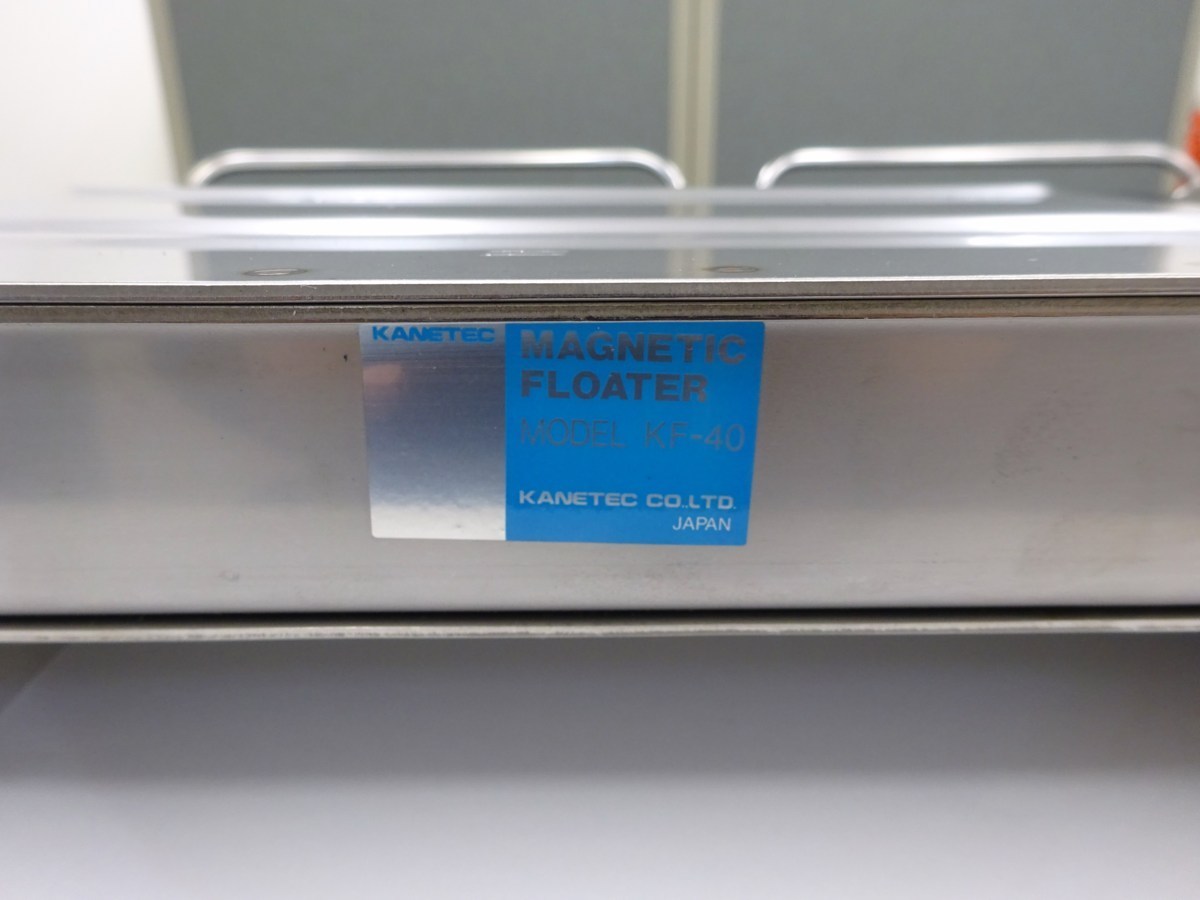 KANETEC
MAGNETIC
FLOATER
MODEL KF-40
KANETEC CO.,LTD.
JAPAN